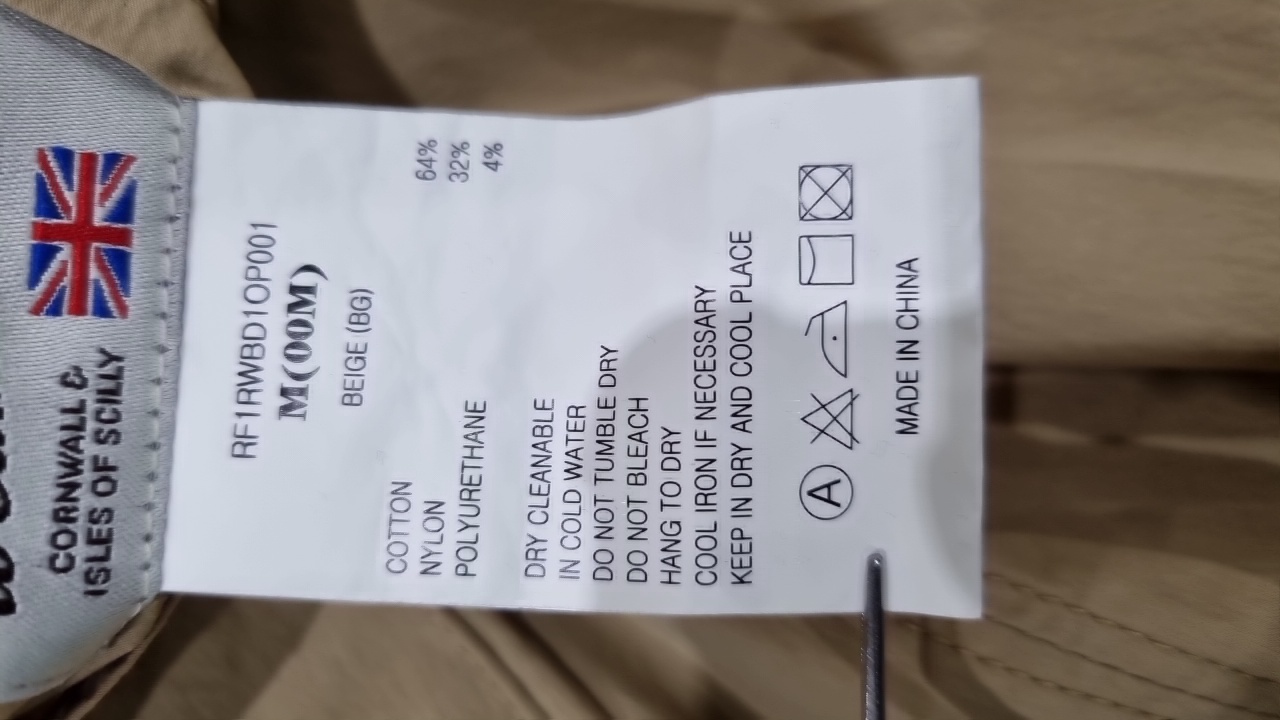 CORNWALL &
ISLES OF SCILLY
RF1RWBD1OP001
M(00M)
BEIGE (BG)
COTTON 64%
NYLON 32%
POLYURETHANE 4%
DRY CLEANABLE
IN COLD WATER
DO NOT TUMBLE DRY
DO NOT BLEACH
HANG TO DRY
COOL IRON IF NECESSARY
KEEP IN DRY AND COOL PLACE
A
MADE IN CHINA